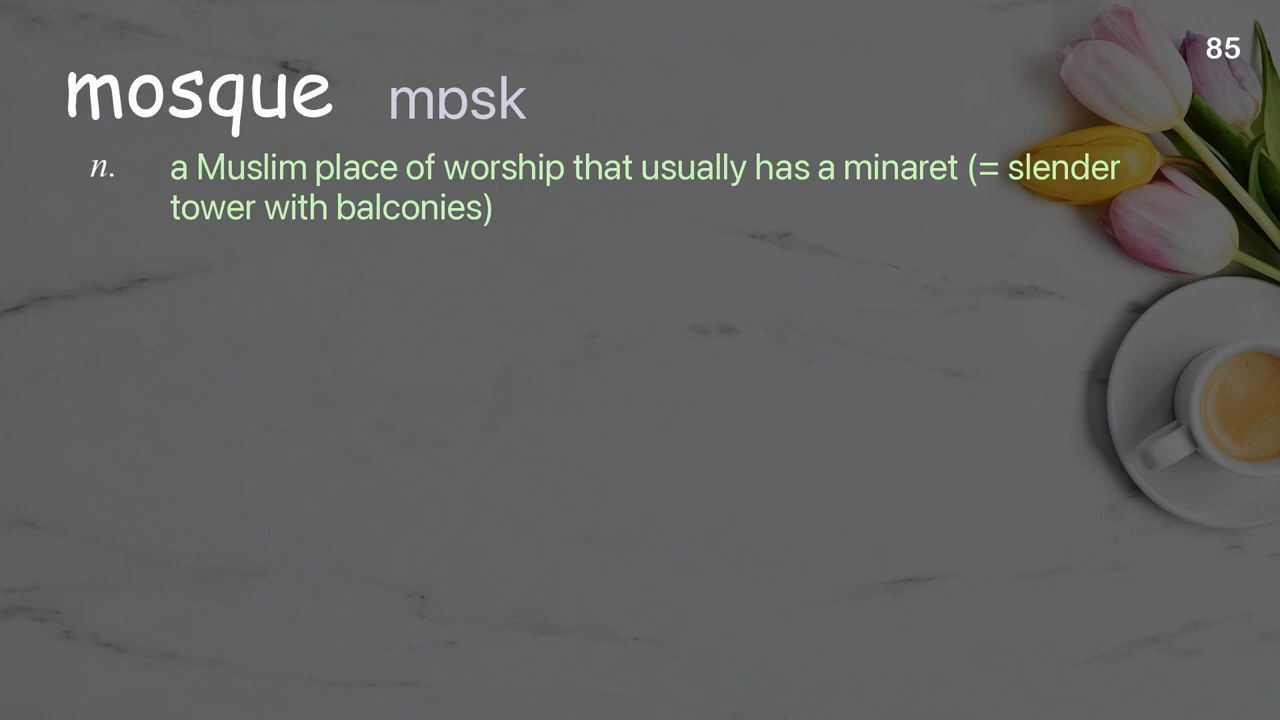 85
mosque mɒsk
n. a Muslim place of worship that usually has a minaret (= slender
tower with balconies)